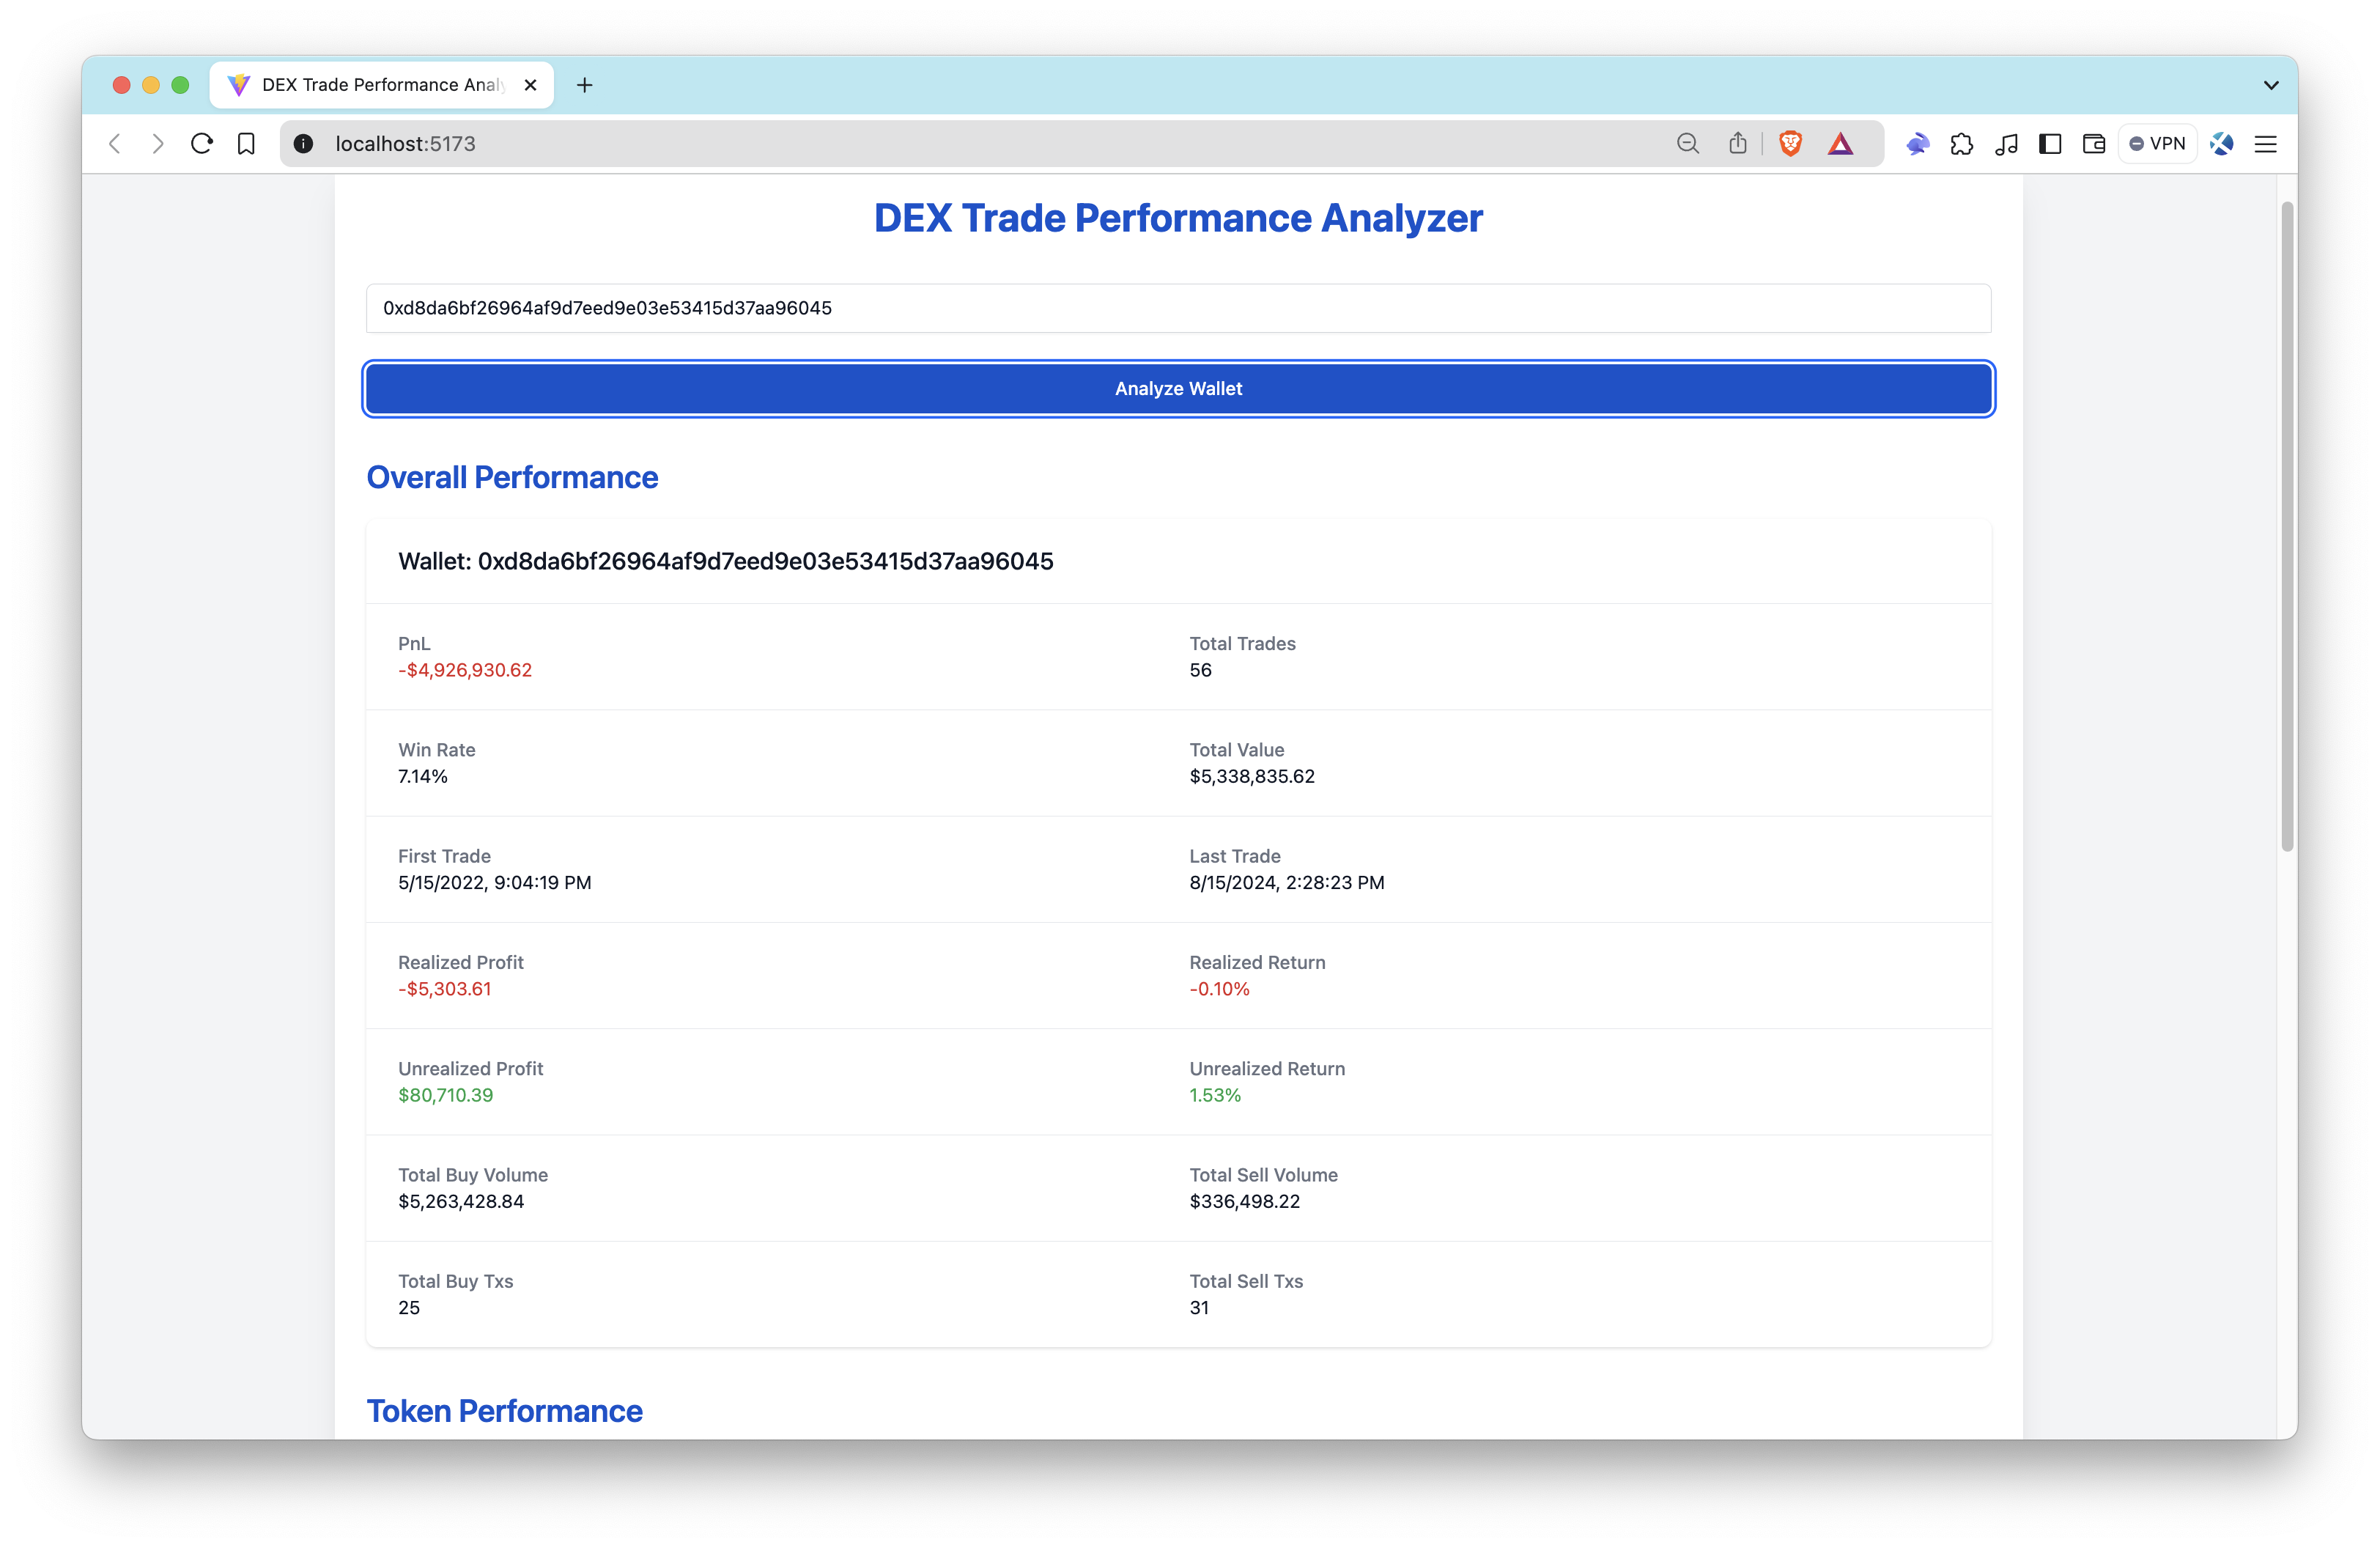 DEX Trade Performance Analy
localhost:5173
VPN
DEX Trade Performance Analyzer
0xd8da6bf26964af9d7eed9e03e53415d37aa96045
Analyze Wallet
Overall Performance
Wallet: 0xd8da6bf26964af9d7eed9e03e53415d37aa96045
PnL
-$4,926,930.62
Total Trades
56
Win Rate
7.14%
Total Value
$5,338,835.62
First Trade
5/15/2022, 9:04:19 PM
Last Trade
8/15/2024, 2:28:23 PM
Realized Profit
-$5,303.61
Realized Return
-0.10%
Unrealized Profit
$80,710.39
Unrealized Return
1.53%
Total Buy Volume
$5,263,428.84
Total Sell Volume
$336,498.22
Total Buy Txs
25
Total Sell Txs
31
Token Performance